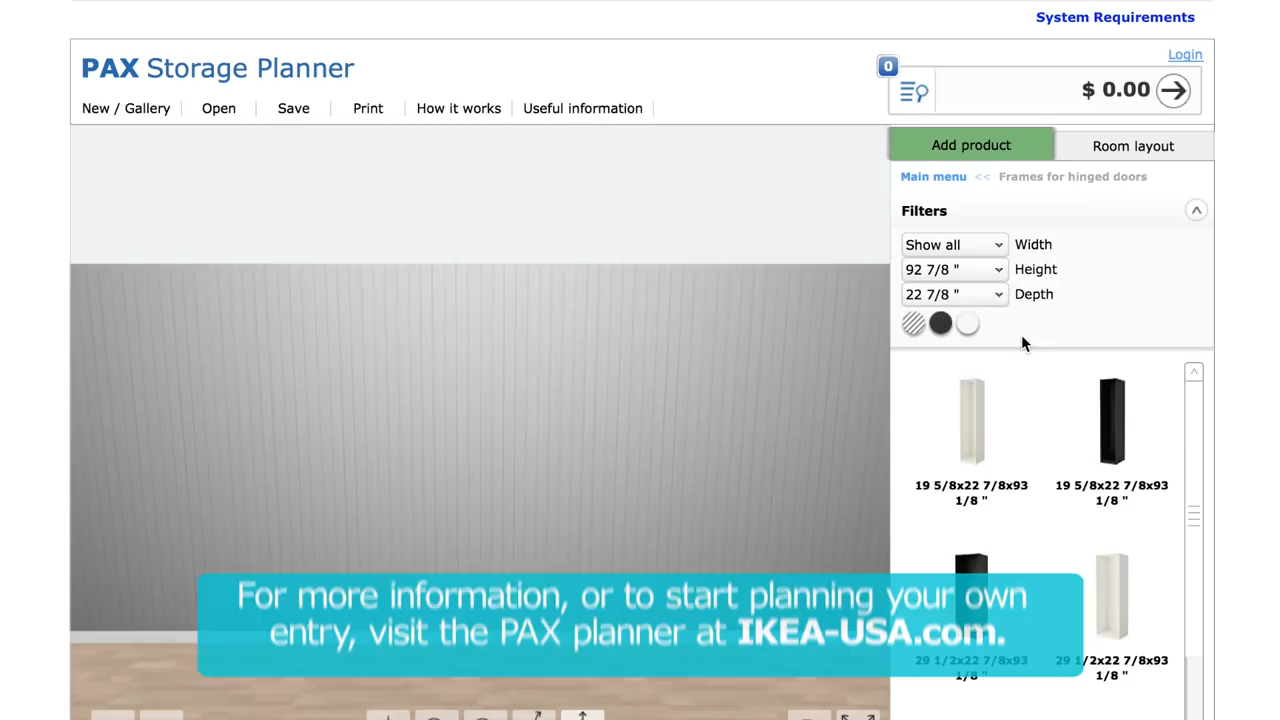 System Requirements
PAX Storage Planner
Login
0
$ 0.00
New / Gallery
Open
Save
Print
How it works
Useful information
Add product
Room layout
Main menu << Frames for hinged doors
Filters
Show all
Width
92 7/8 "
Height
22 7/8 "
Depth
19 5/8x22 7/8x93
1/8 "
19 5/8x22 7/8x93
1/8 "
For more information, or to start planning your own
entry, visit the PAX planner at IKEA-USA.com.
29 1/2x22 7/8x93
1/8 "
29 1/2x22 7/8x93
1/8 "